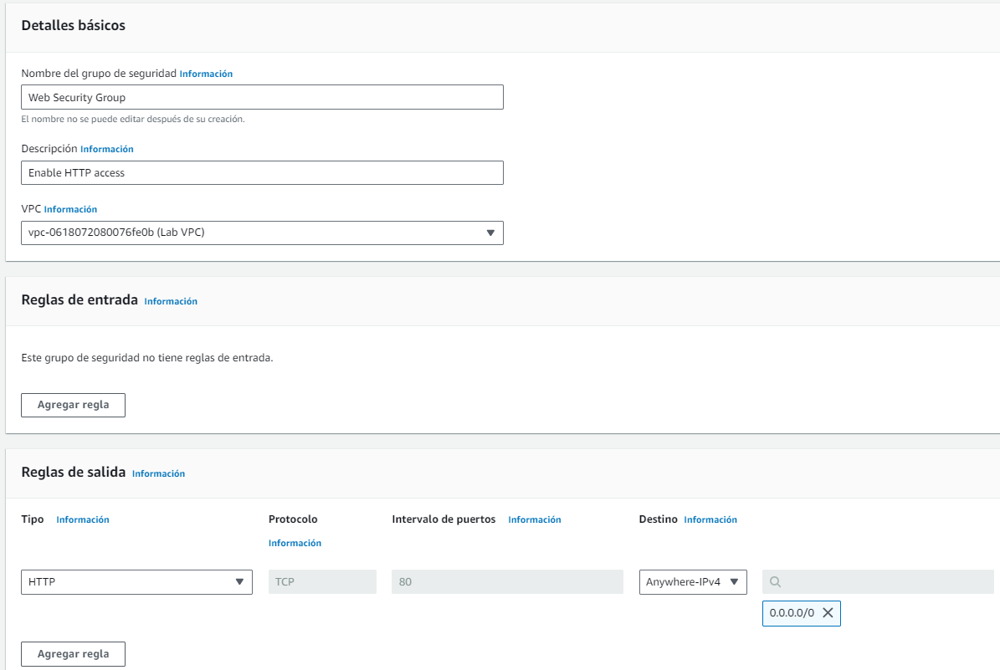 Detalles básicos
Nombre del grupo de seguridad Información
Web Security Group
El nombre no se puede editar después de su creación.
Descripción Información
Enable HTTP access
VPC Información
vpc-0618072080076fe0b (Lab VPC)
Reglas de entrada Información
Este grupo de seguridad no tiene reglas de entrada.
Agregar regla
Reglas de salida Información
Tipo Información Protocolo Intervalo de puertos Información Destino Información
Información
HTTP TCP 80 Anywhere-IPv4
0.0.0.0/0
Agregar regla